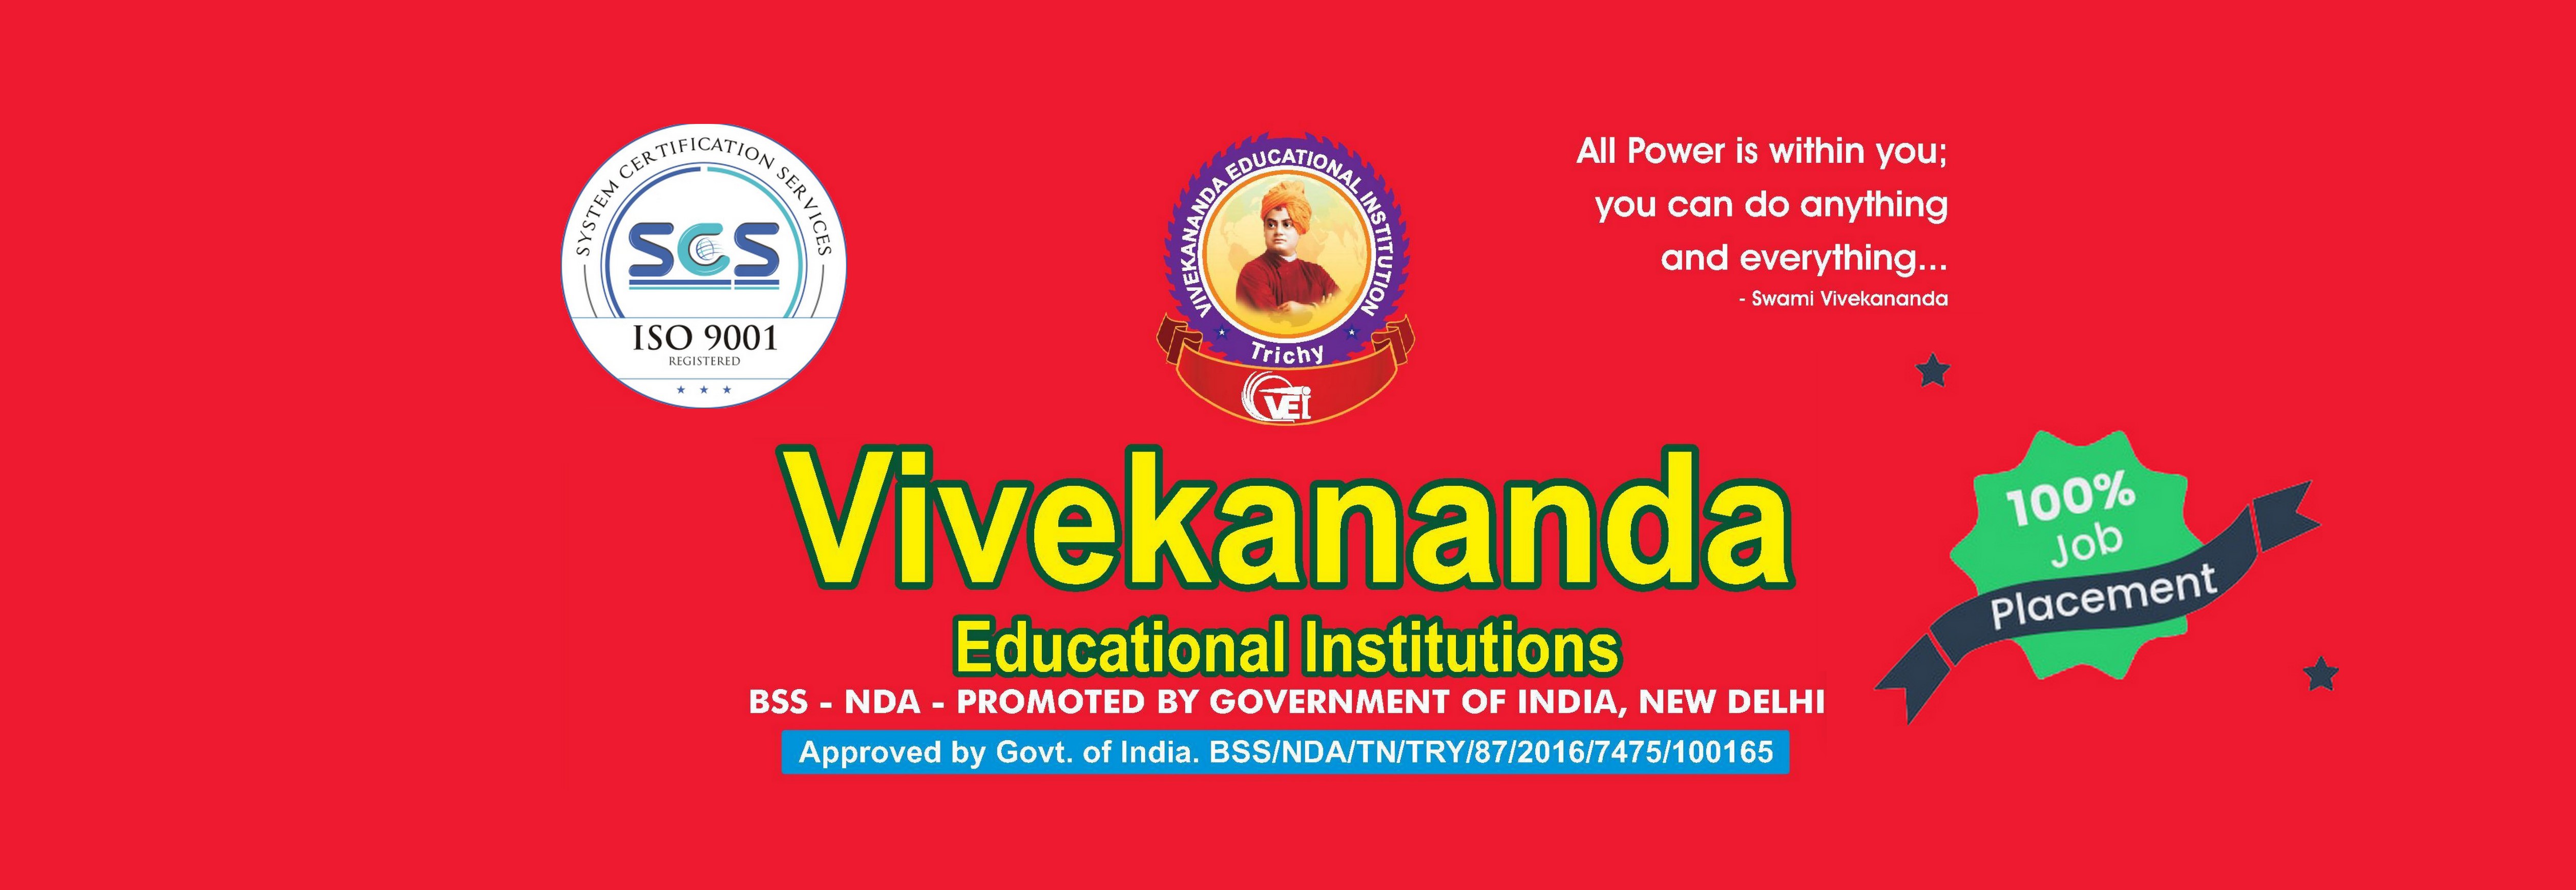 SYSTEM CERTIFICATION SERVICES
SCS
ISO 9001
REGISTERED
VIVEKANANDA EDUCATIONAL INSTITUTION
Trichy
VEI
All Power is within you;
you can do anything
and everything...
- Swami Vivekananda
Vivekananda
Educational Institutions
BSS - NDA - PROMOTED BY GOVERNMENT OF INDIA, NEW DELHI
Approved by Govt. of India. BSS/NDA/TN/TRY/87/2016/7475/100165
100%
Job
Placement